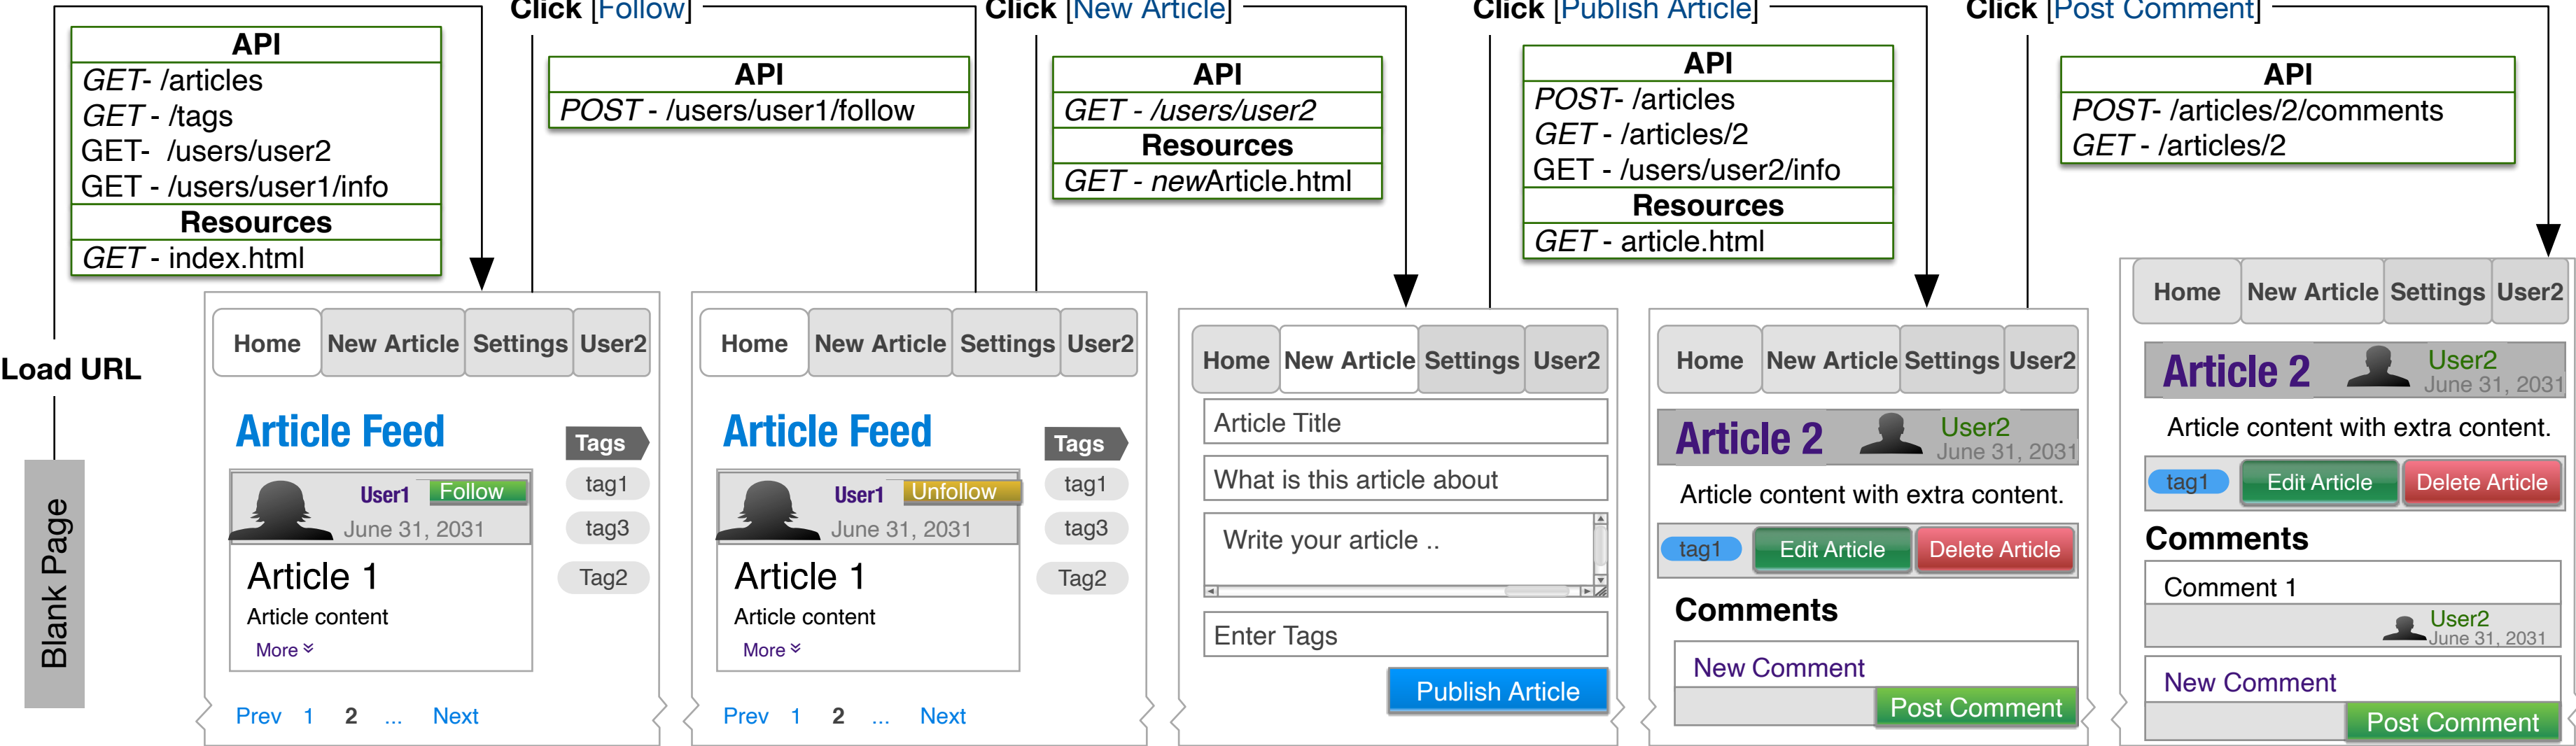 Click [Follow]
Click [New Article]
Click [Publish Article]
Click [Post Comment]
API
GET- /articles
GET - /tags
GET-  /users/user2
GET - /users/user1/info
Resources
GET - index.html
API
POST - /users/user1/follow
API
GET - /users/user2
Resources
GET - newArticle.html
API
POST- /articles
GET - /articles/2
GET - /users/user2/info
Resources
GET - article.html
API
POST- /articles/2/comments
GET - /articles/2
Load URL
Blank Page
Home New Article Settings User2
Article Feed
Tags
tag1
tag3
Tag2
User1 Follow
June 31, 2031
Article 1
Article content
More
Prev 1 2 ... Next
Home New Article Settings User2
Article Feed
Tags
tag1
tag3
Tag2
User1 Unfollow
June 31, 2031
Article 1
Article content
More
Prev 1 2 ... Next
Home New Article Settings User2
Article Title
What is this article about
Write your article ..
Enter Tags
Publish Article
Home New Article Settings User2
Article 2
User2
June 31, 2031
Article content with extra content.
tag1 Edit Article Delete Article
Comments
New Comment
Post Comment
Home New Article Settings User2
Article 2
User2
June 31, 2031
Article content with extra content.
tag1 Edit Article Delete Article
Comments
Comment 1
User2
June 31, 2031
New Comment
Post Comment